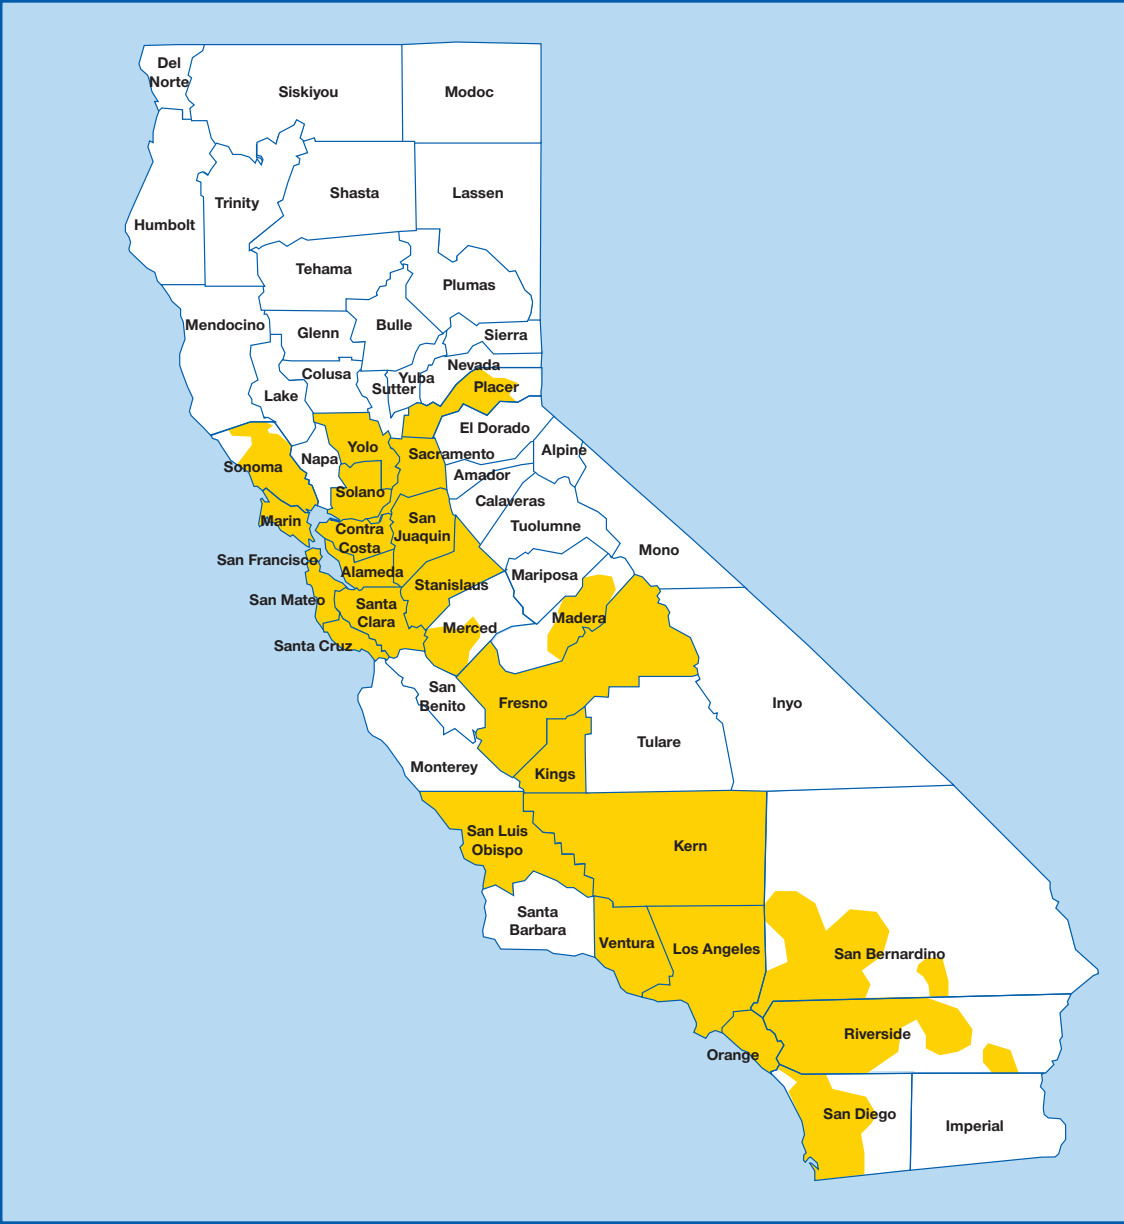 Del
Norte
Siskiyou
Modoc
Humbolt
Trinity
Shasta
Lassen
Tehama
Plumas
Mendocino
Glenn
Bulle
Sierra
Nevada
Colusa
Lake
Sutter
Yuba
Placer
El Dorado
Yolo
Napa
Sacramento
Alpine
Sonoma
Amador
Solano
Calaveras
Marin
Contra
Costa
San
Juaquin
Tuolumne
Mono
San Francisco
Alameda
Stanislaus
Mariposa
San Mateo
Santa
Clara
Merced
Madera
Santa Cruz
San
Benito
Fresno
Inyo
Tulare
Monterey
Kings
San Luis
Obispo
Kern
Santa
Barbara
Ventura
Los Angeles
San Bernardino
Orange
Riverside
San Diego
Imperial